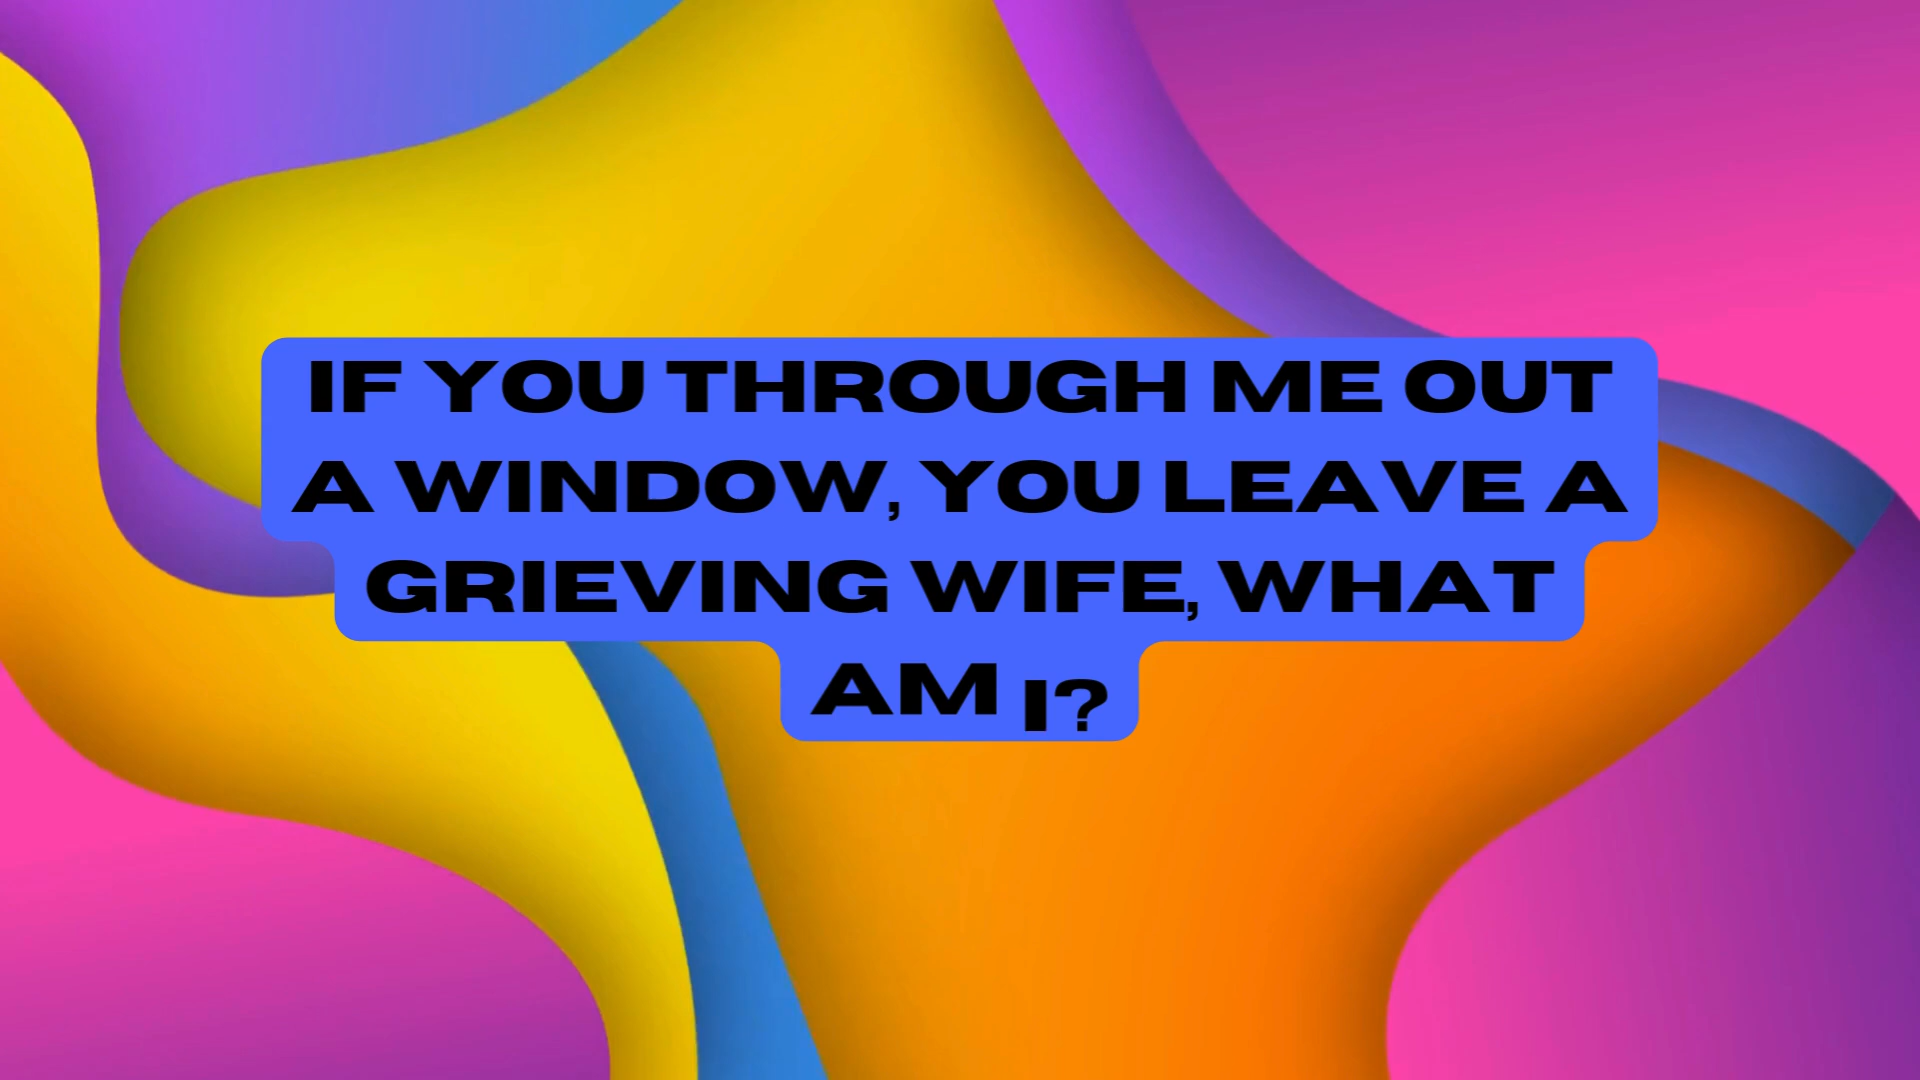 IF YOU THROUGH ME OUT
A WINDOW, YOU LEAVE A
GRIEVING WIFE, WHAT
AM I?